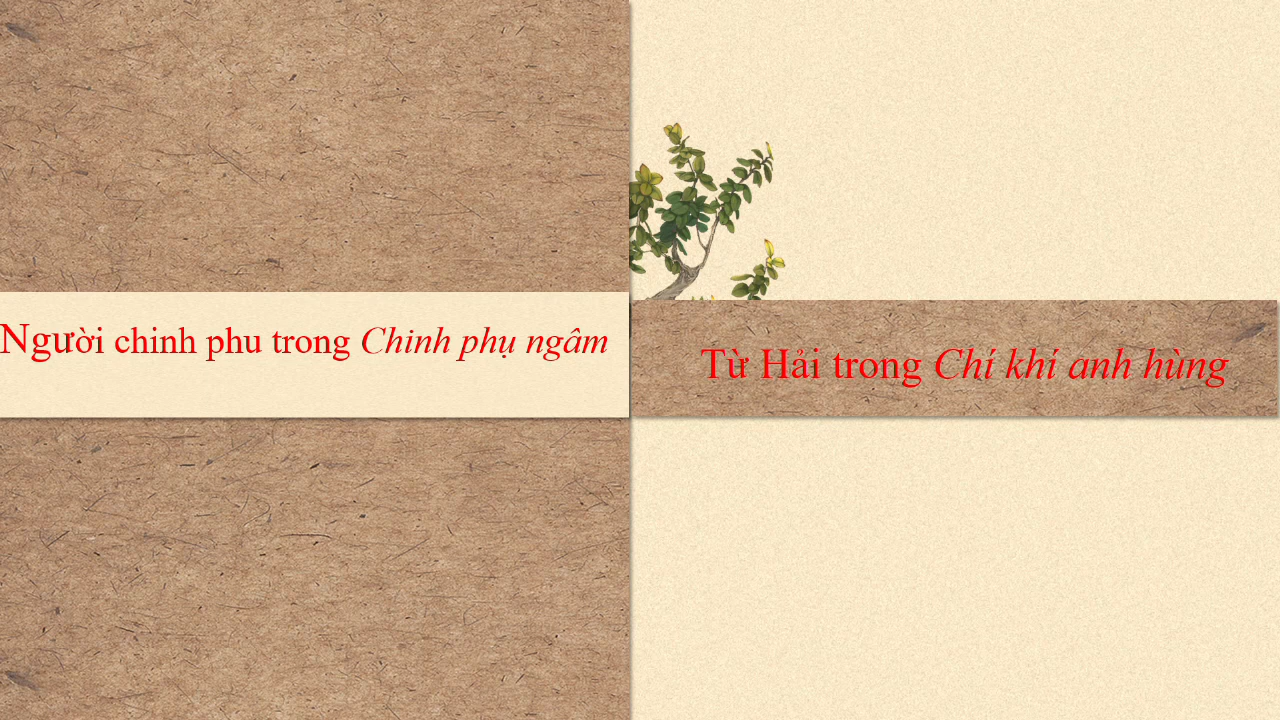 Người chinh phu trong Chinh phụ ngâm
Từ Hải trong Chí khí anh hùng